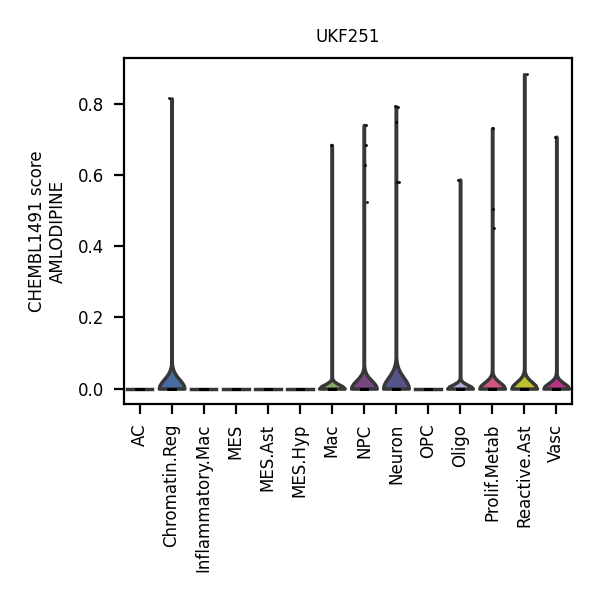 UKF251
CHEMBL1491 score
AMLODIPINE
0.8
0.6
0.4
0.2
0.0
AC
Chromatin.Reg
Inflammatory.Mac
MES
MES.Ast
MES.Hyp
Mac
NPC
Neuron
OPC
Oligo
Prolif.Metab
Reactive.Ast
Vasc